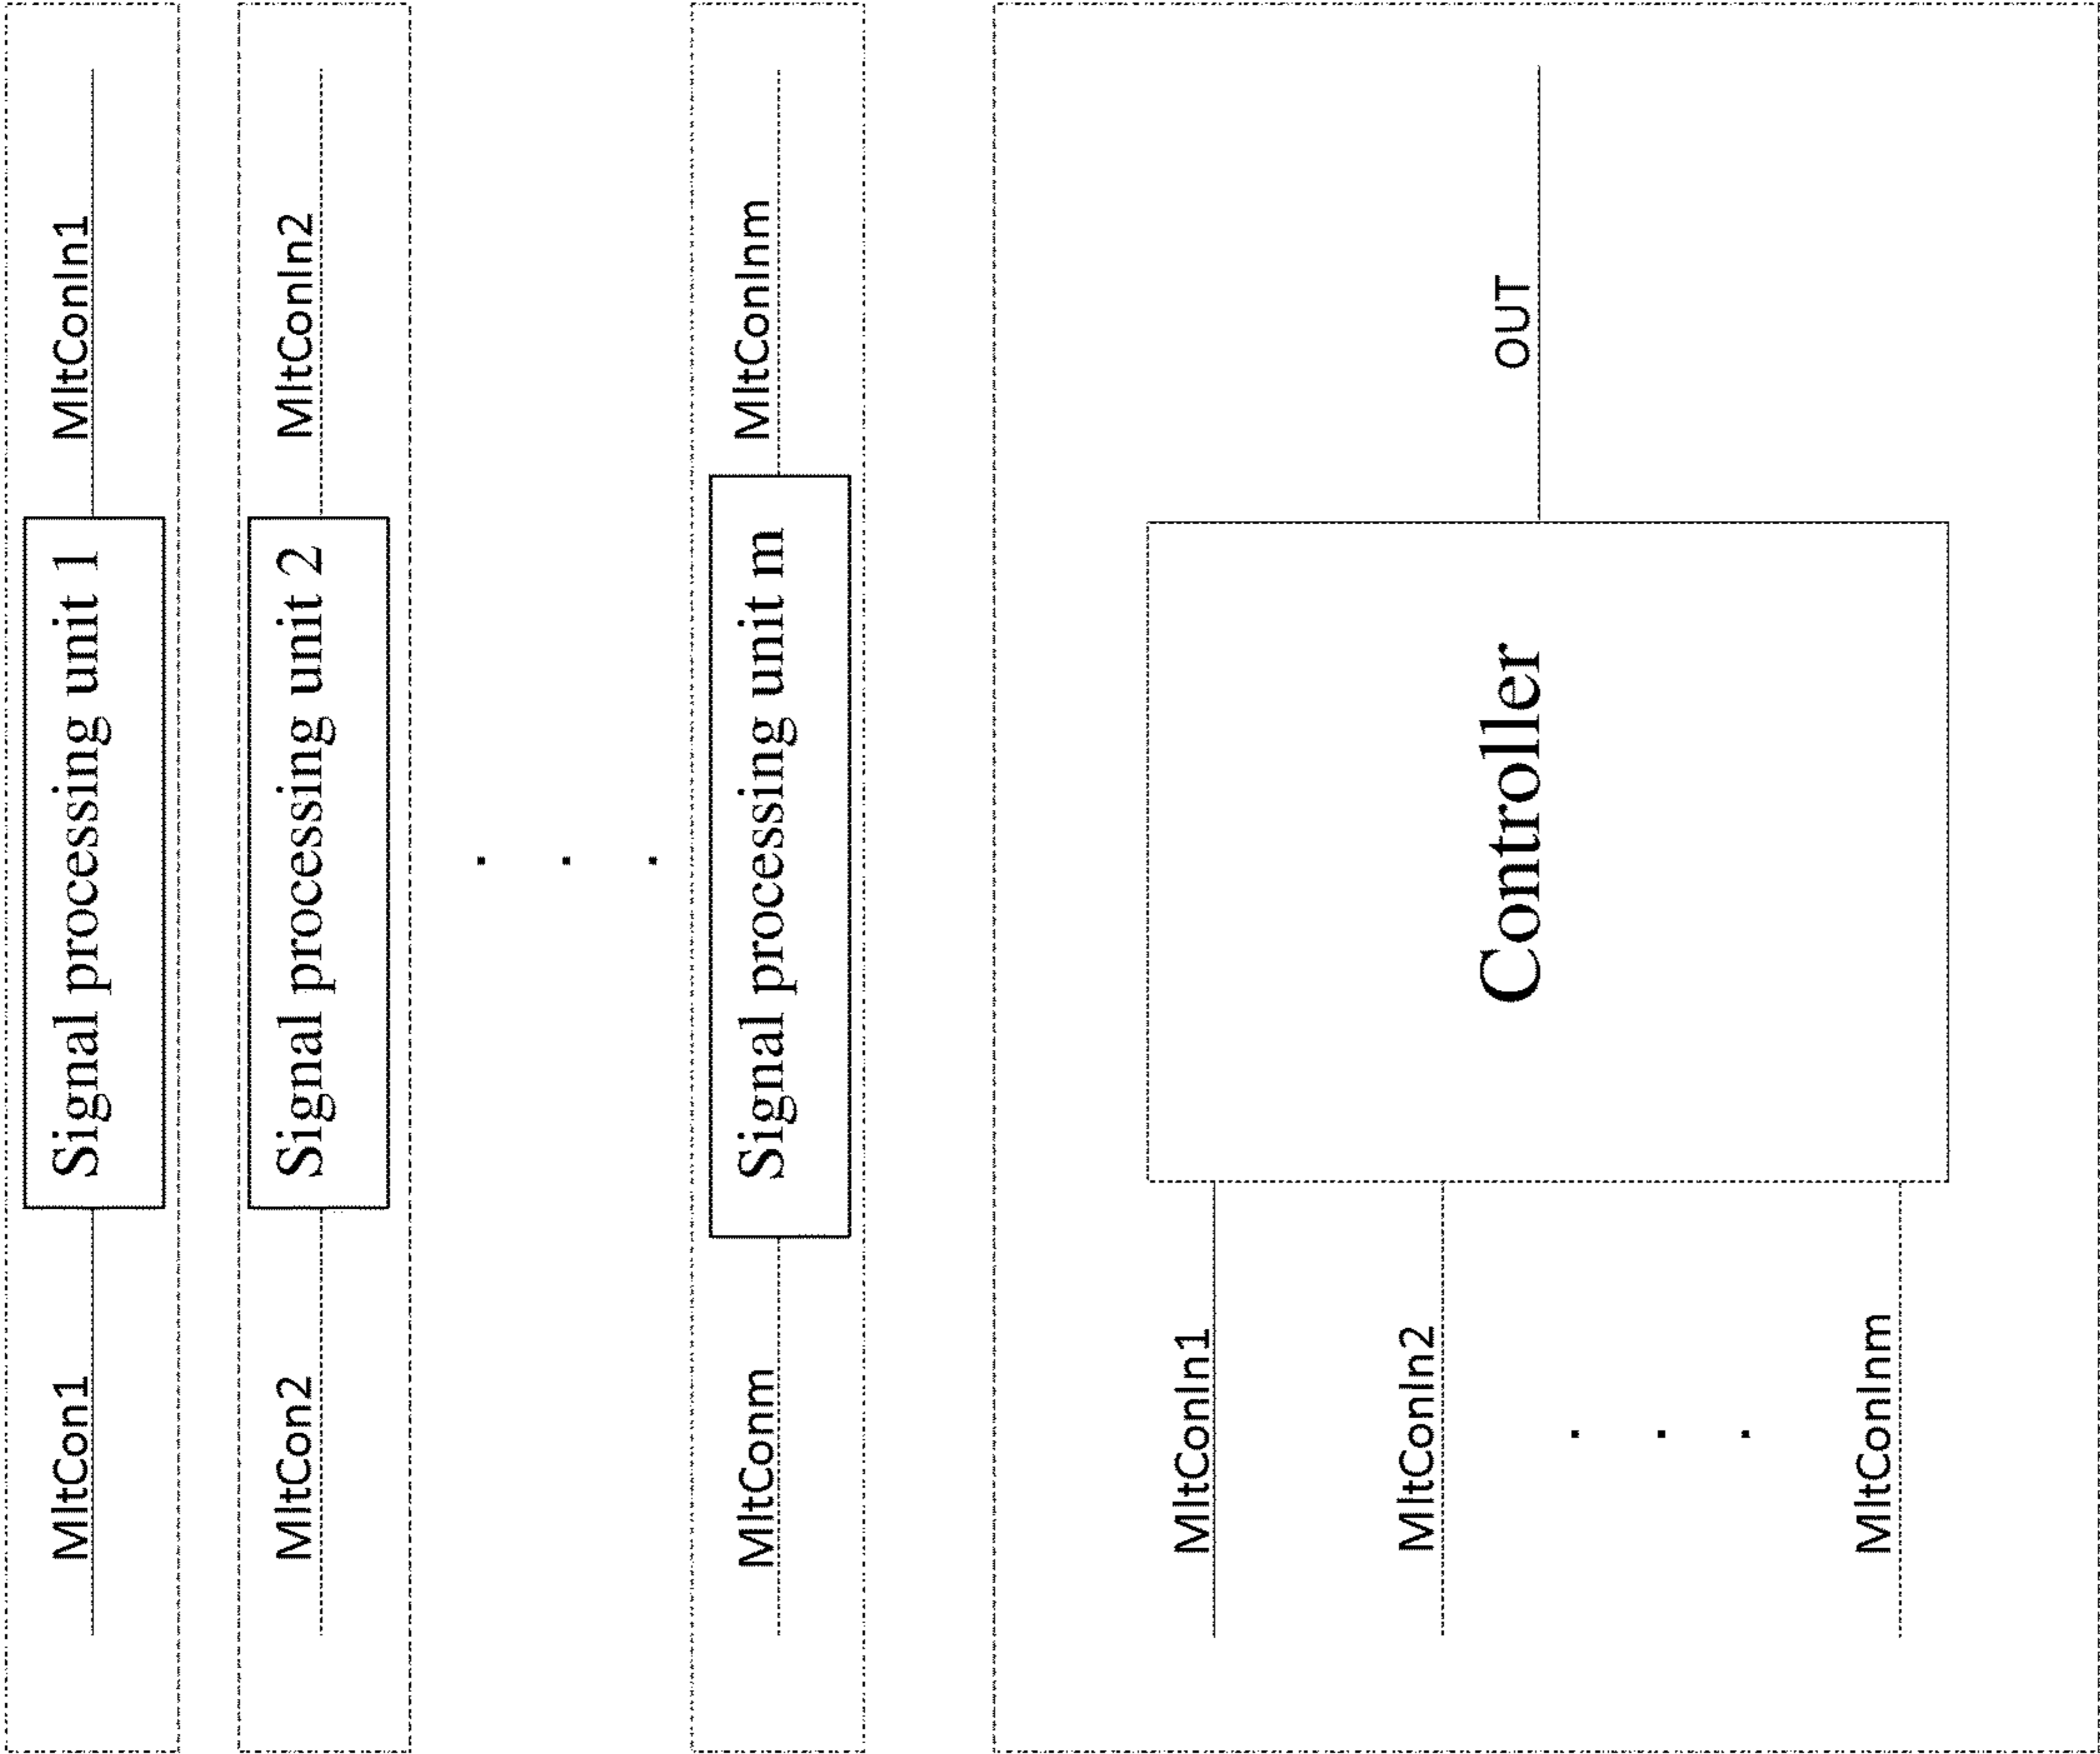 MltCon1
Signal processing unit 1
MltConIn1
MltCon2
Signal processing unit 2
MltConIn2
. . .
MltConm
Signal processing unit m
MltConInm
MltConIn1
MltConIn2
. . .
MltConInm
Controller
OUT